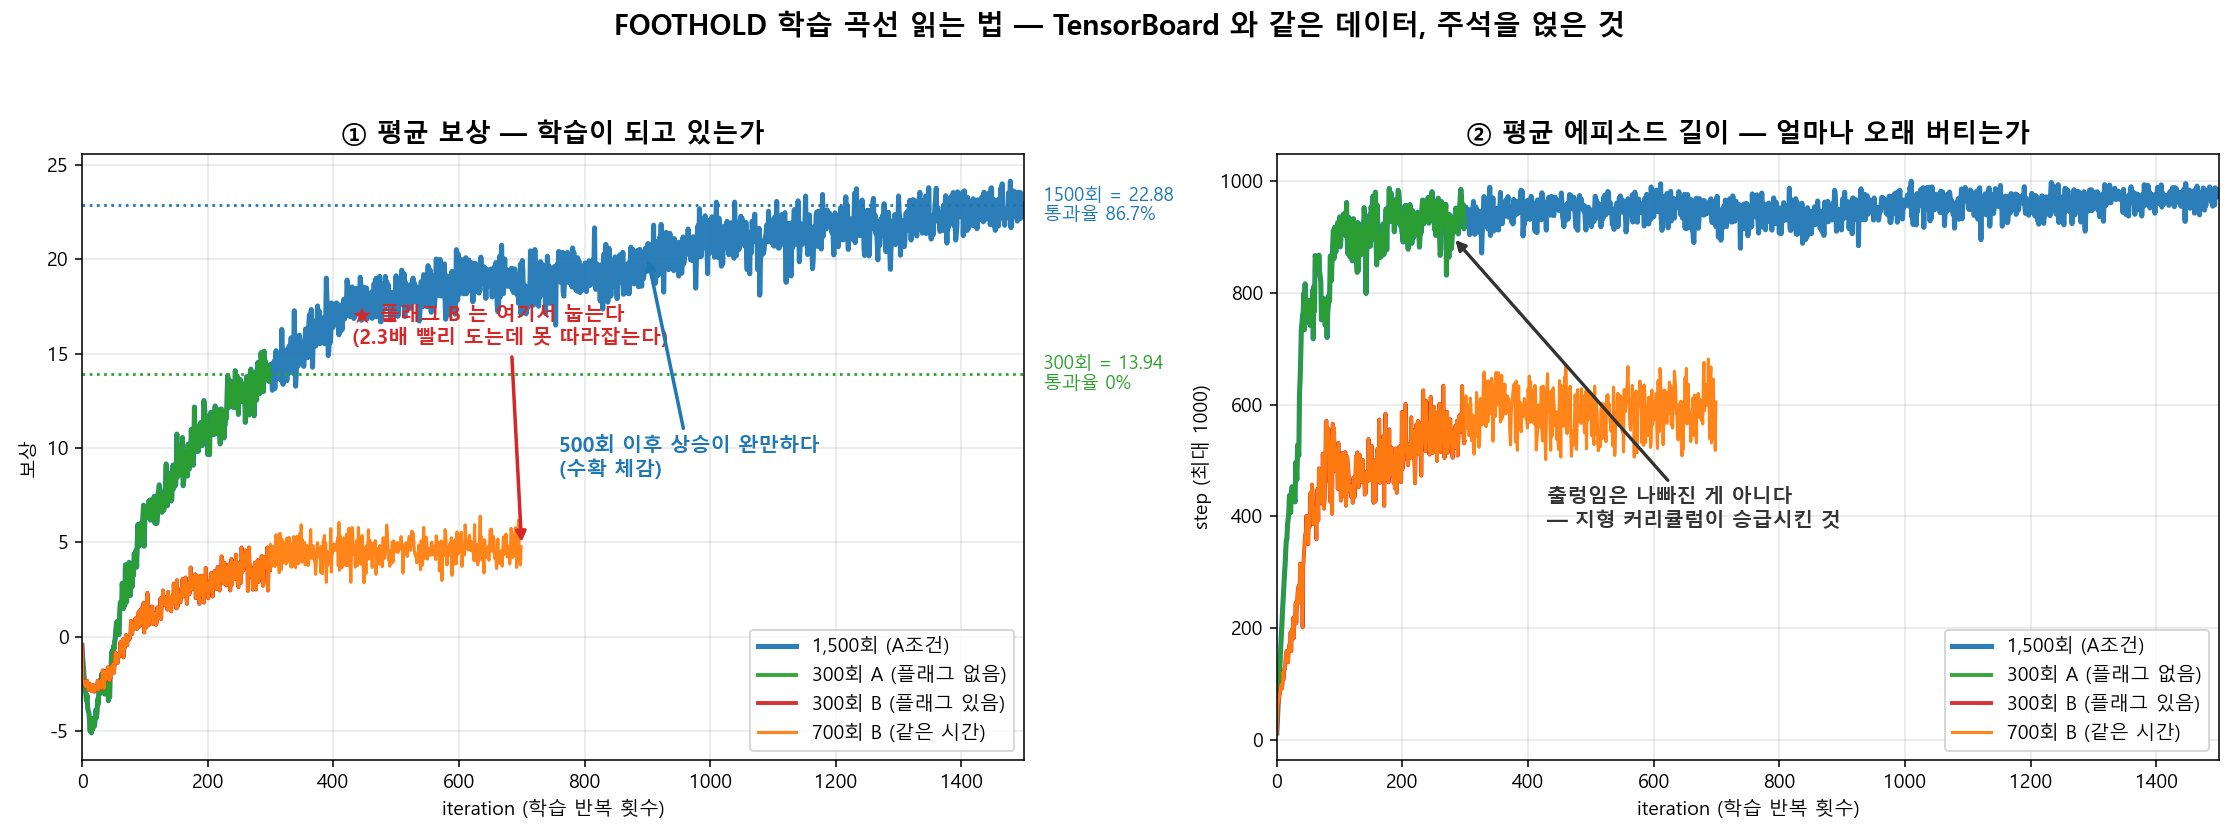 FOOTHOLD 학습 곡선 읽는 법 — TensorBoard 와 같은 데이터, 주석을 얹은 것
① 평균 보상 — 학습이 되고 있는가
25
20
15
10
5
0
-5
보상
0 200 400 600 800 1000 1200 1400
iteration (학습 반복 횟수)
1500회 = 22.88
통과율 86.7%
300회 = 13.94
통과율 0%
★ 플래그 B 는 여기서 눕는다
(2.3배 빨리 도는데 못 따라잡는다)
500회 이후 상승이 완만하다
(수확 체감)
1,500회 (A조건)
300회 A (플래그 없음)
300회 B (플래그 있음)
700회 B (같은 시간)
② 평균 에피소드 길이 — 얼마나 오래 버티는가
1000
800
600
400
200
0
step (최대 1000)
0 200 400 600 800 1000 1200 1400
iteration (학습 반복 횟수)
출렁임은 나빠진 게 아니다
— 지형 커리큘럼이 승급시킨 것
1,500회 (A조건)
300회 A (플래그 없음)
300회 B (플래그 있음)
700회 B (같은 시간)